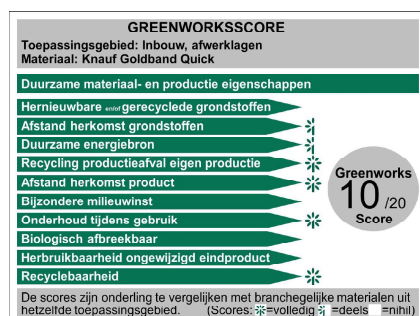 GREENWORKSSCORE
Toepassingsgebied: Inbouw, afwerklagen
Materiaal: Knauf Goldband Quick
Duurzame materiaal- en productie eigenschappen
Hernieuwbare en/of gerecyclede grondstoffen
Afstand herkomst grondstoffen
Duurzame energiebron
Recycling productieafval eigen productie
Afstand herkomst product
Bijzondere milieuwinst
Onderhoud tijdens gebruik
Biologisch afbreekbaar
Herbruikbaarheid ongewijzigd eindproduct
Recyclebaarheid
Greenworks
10 /20
Score
De scores zijn onderling te vergelijken met branchegelijke materialen uit
hetzelfde toepassingsgebied. (Scores: =volledig =deels =nihil)